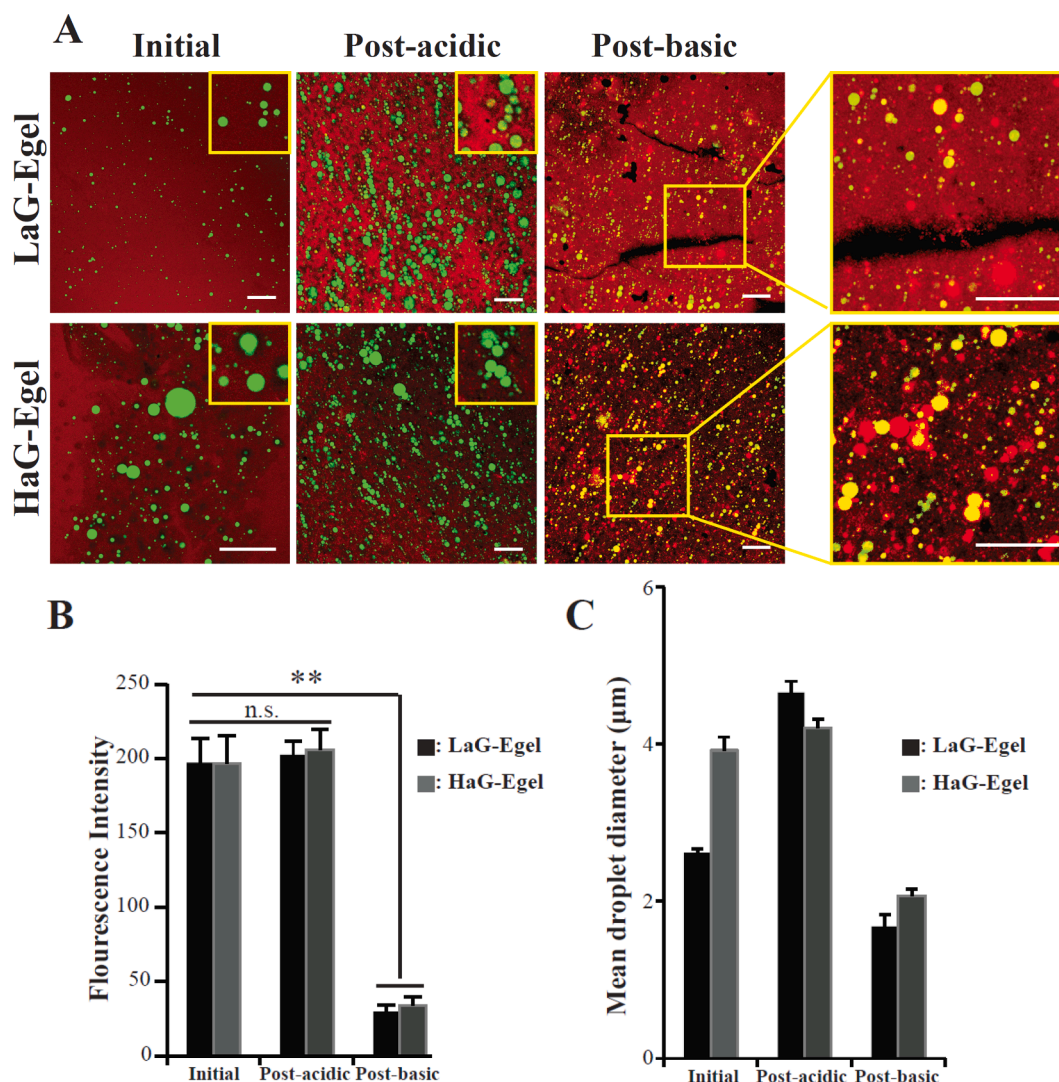 A
Initial
Post-acidic
Post-basic
LaG-Egel
HaG-Egel
B
Flourescence Intensity
250
200
150
100
50
0
**
n.s.
: LaG-Egel
: HaG-Egel
Initial
Post-acidic
Post-basic
C
Mean droplet diameter (μm)
6
4
2
0
: LaG-Egel
: HaG-Egel
Initial
Post-acidic
Post-basic